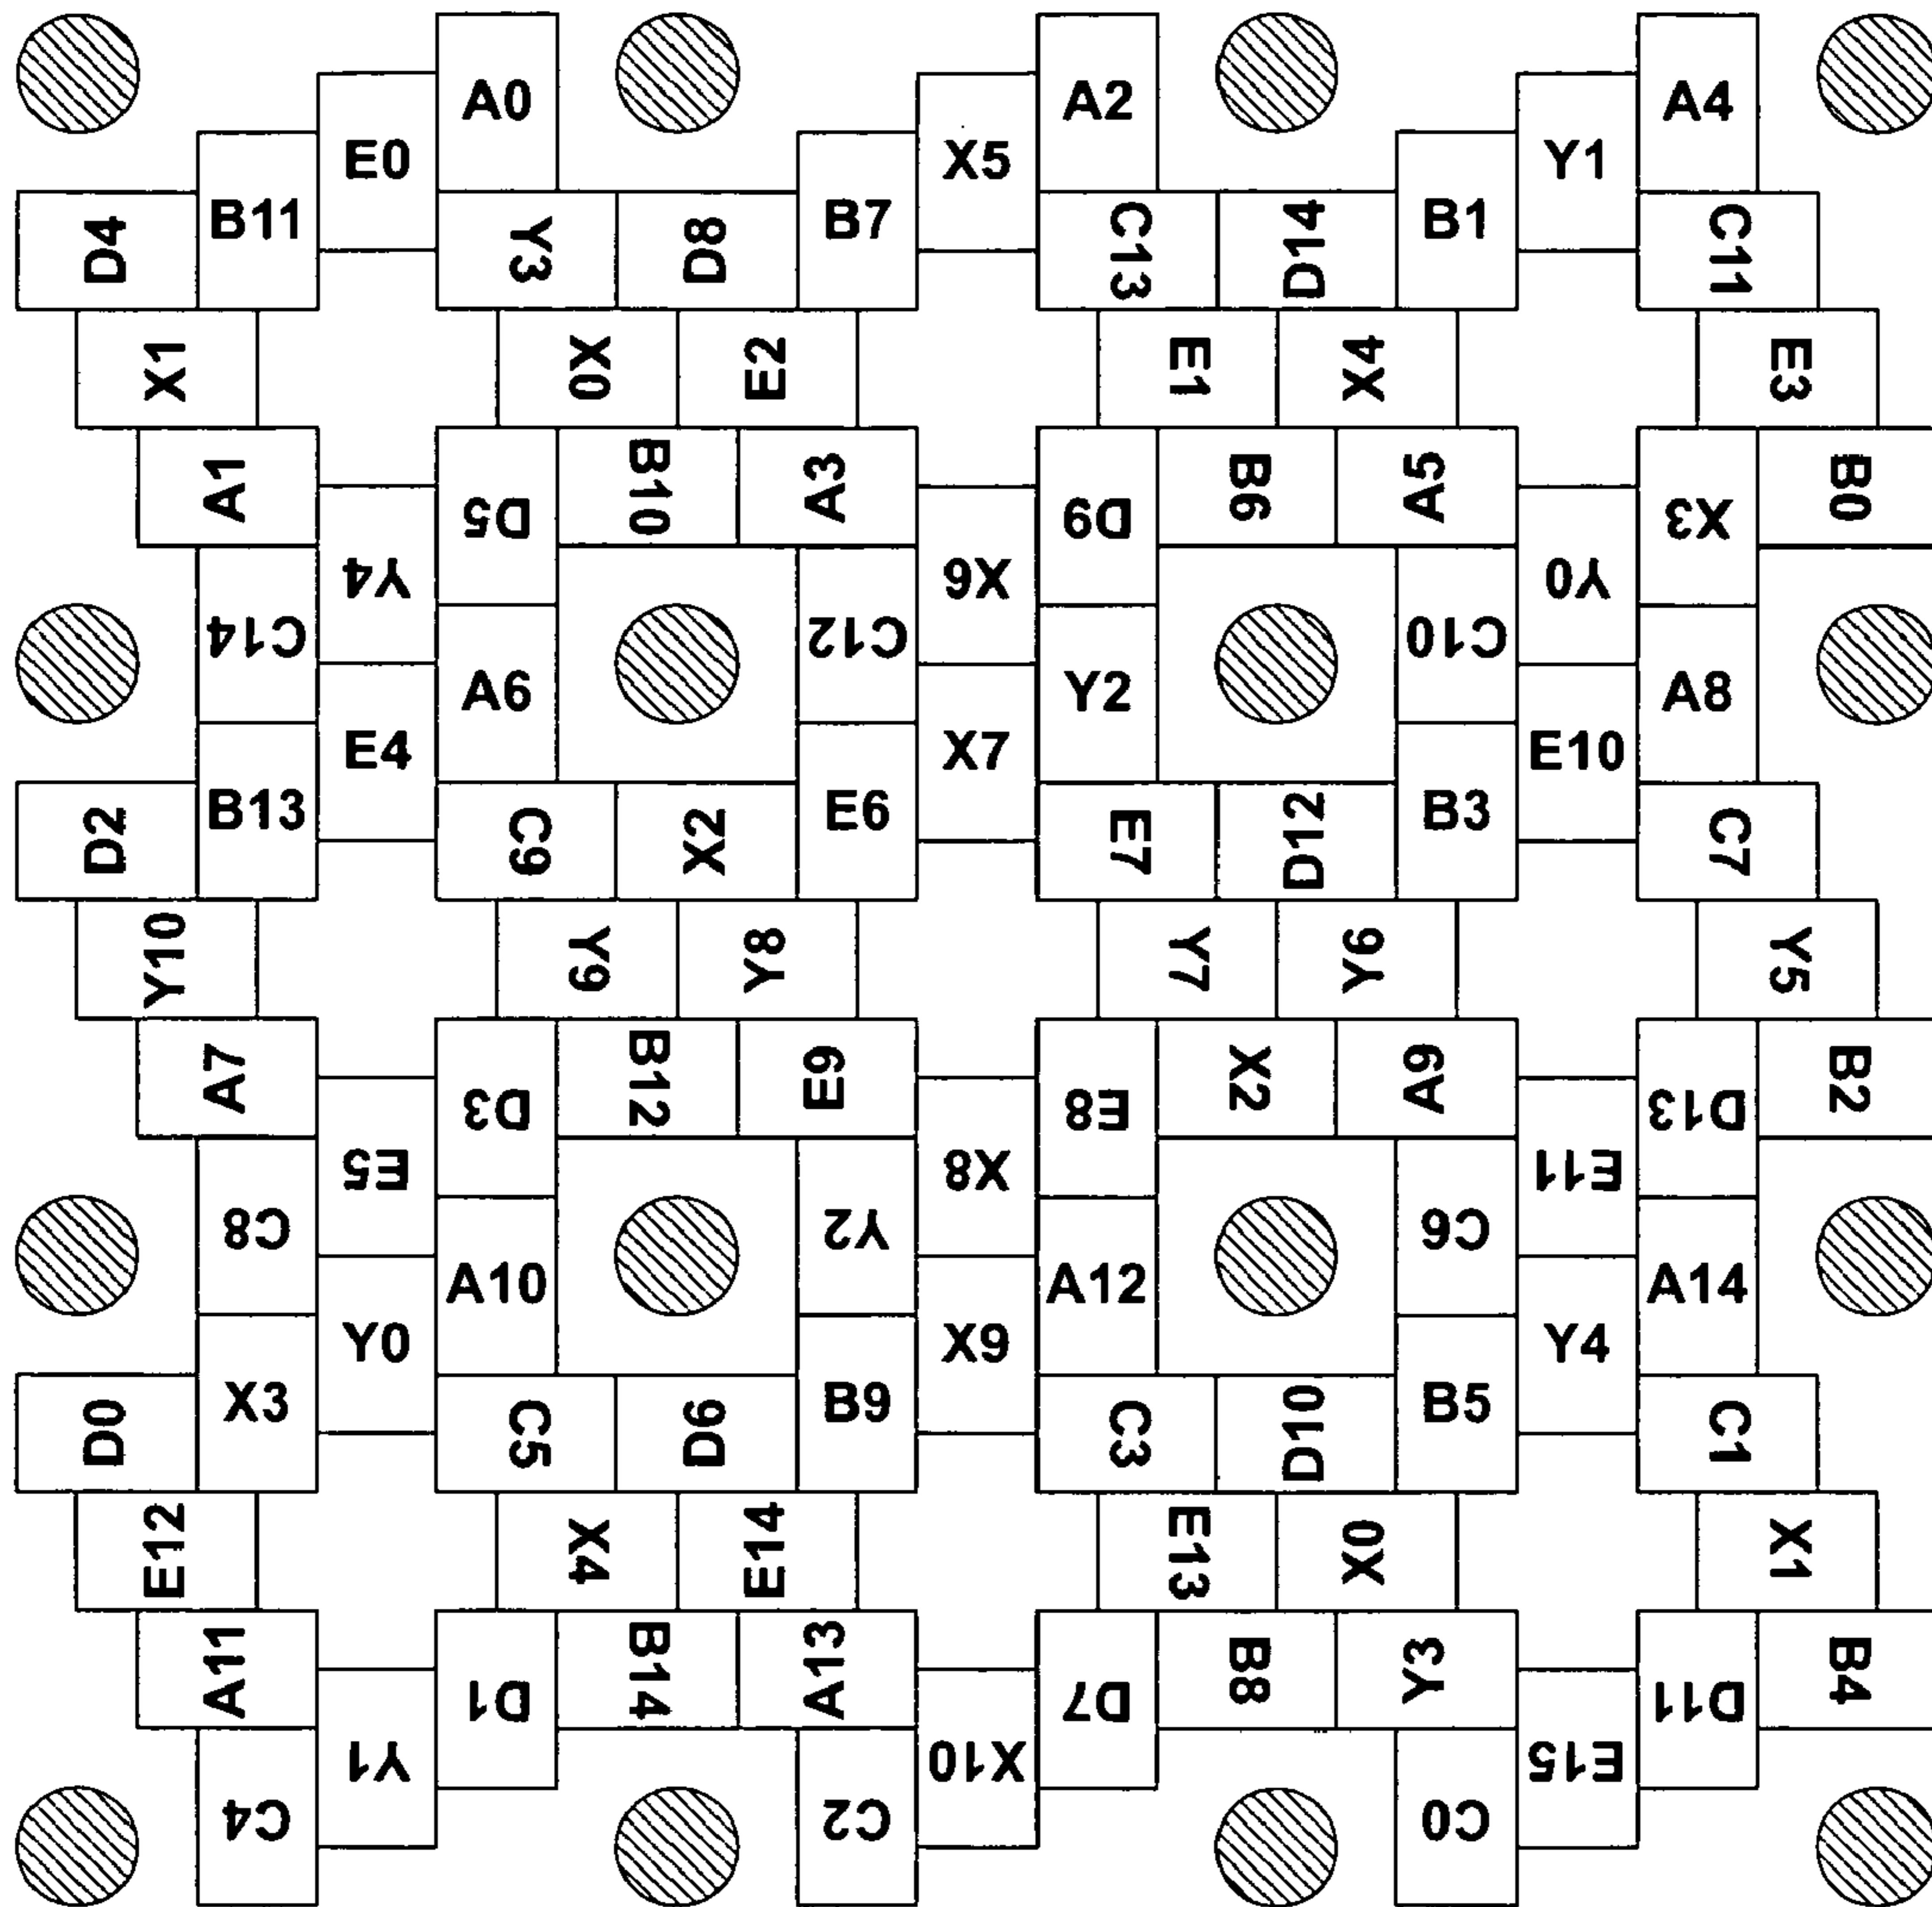 A0 A2 A4
E0 X5 Y1
D4 B11 Y3 D8 B7 C13 D14 B1 C11
X1 X0 E2 E1 X4 E3
A1 D5 B10 A3 D9 B6 A5 X3 B0
Y4 X6 Y0
C14 C12 C10
A6 Y2 A8
E4 X7 E10
D2 B13 C9 X2 E6 E7 D12 B3 C7
Y10 Y9 Y8 Y7 Y6 Y5
A7 D3 B12 E9 E8 X2 A9 D13 B2
E5 X8 E11
C8 Y2 C6
A10 A12 A14
Y0 X9 Y4
D0 X3 C5 D6 B9 C3 D10 B5 C1
E12 X4 E14 E13 X0 X1
A11 D1 B14 A13 D7 B8 Y3 D11 B4
Y1 X10 E15
C4 C2 C0